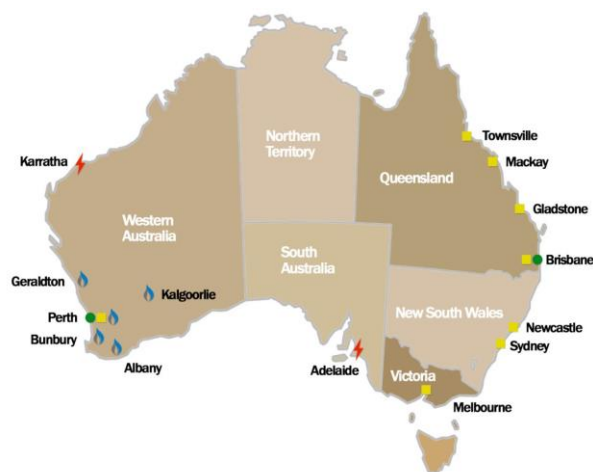 Northern
Territory
Townsville
Karratha
Mackay
Queensland
Gladstone
Western
Australia
South
Australia
Brisbane
Geraldton
Kalgoorlie
New South Wales
Perth
Newcastle
Bunbury
Sydney
Albany
Adelaide
Victoria
Melbourne